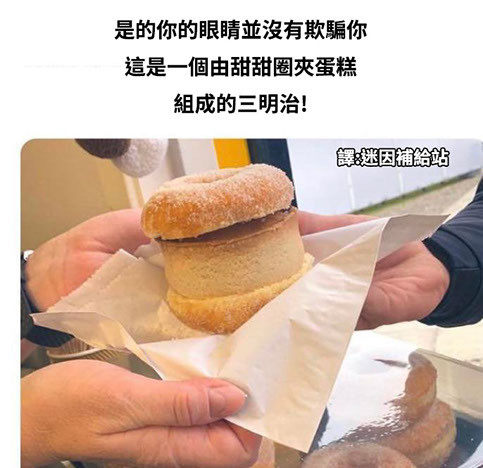 是的你的眼睛並沒有欺騙你
這是一個由甜甜圈夾蛋糕
組成的三明治!
譯:迷因補給站